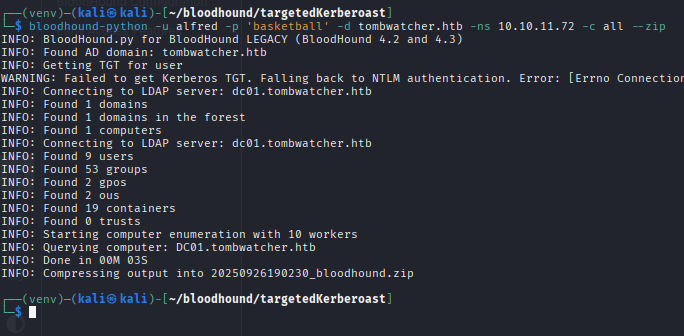 (venv)─(kali㉿kali)-[~/bloodhound/targetedKerberoast]
$ bloodhound-python -u alfred -p 'basketball' -d tombwatcher.htb -ns 10.10.11.72 -c all --zip
INFO: BloodHound.py for BloodHound LEGACY (BloodHound 4.2 and 4.3)
INFO: Found AD domain: tombwatcher.htb
INFO: Getting TGT for user
WARNING: Failed to get Kerberos TGT. Falling back to NTLM authentication. Error: [Errno Connection
INFO: Connecting to LDAP server: dc01.tombwatcher.htb
INFO: Found 1 domains
INFO: Found 1 domains in the forest
INFO: Found 1 computers
INFO: Connecting to LDAP server: dc01.tombwatcher.htb
INFO: Found 9 users
INFO: Found 53 groups
INFO: Found 2 gpos
INFO: Found 2 ous
INFO: Found 19 containers
INFO: Found 0 trusts
INFO: Starting computer enumeration with 10 workers
INFO: Querying computer: DC01.tombwatcher.htb
INFO: Done in 00M 03S
INFO: Compressing output into 20250926190230_bloodhound.zip
(venv)─(kali㉿kali)-[~/bloodhound/targetedKerberoast]
$